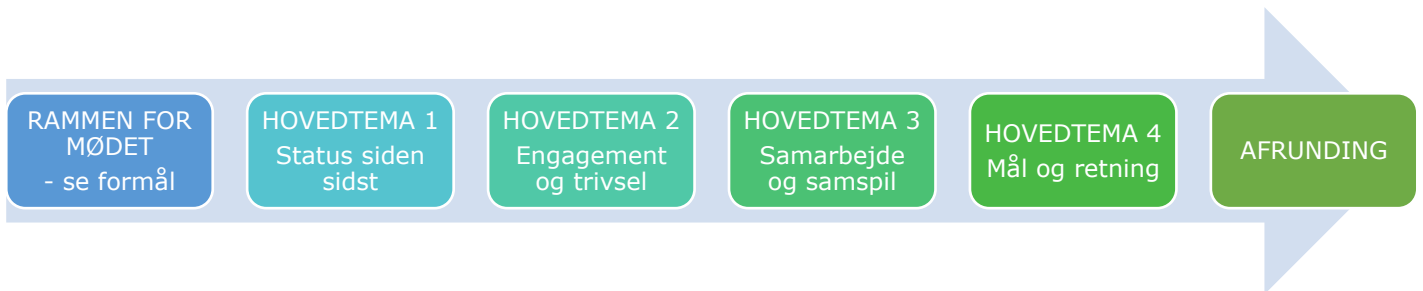 RAMMEN FOR
MØDET
- se formål
HOVEDTEMA 1
Status siden
sidst
HOVEDTEMA 2
Engagement
og trivsel
HOVEDTEMA 3
Samarbejde
og samspil
HOVEDTEMA 4
Mål og retning
AFRUNDING